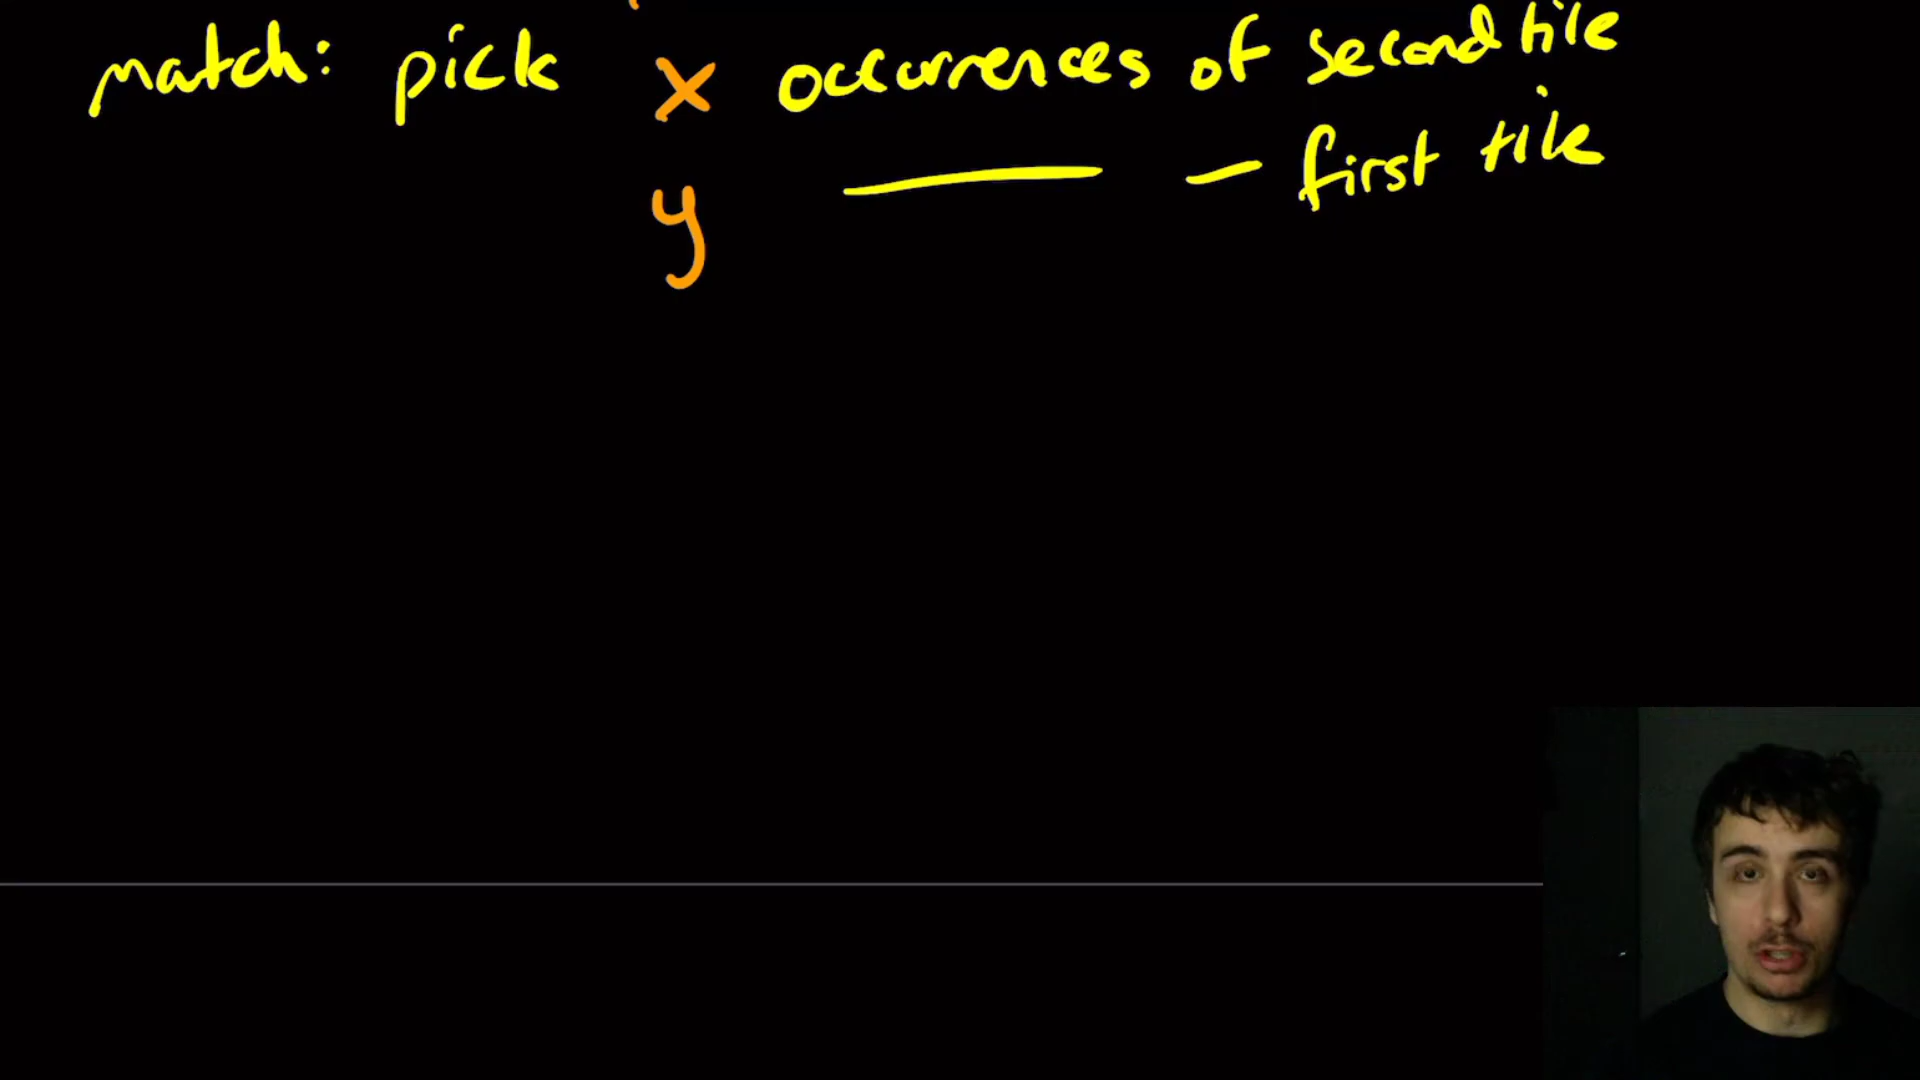 match: pick x occurrences of second tile
y — — first tile